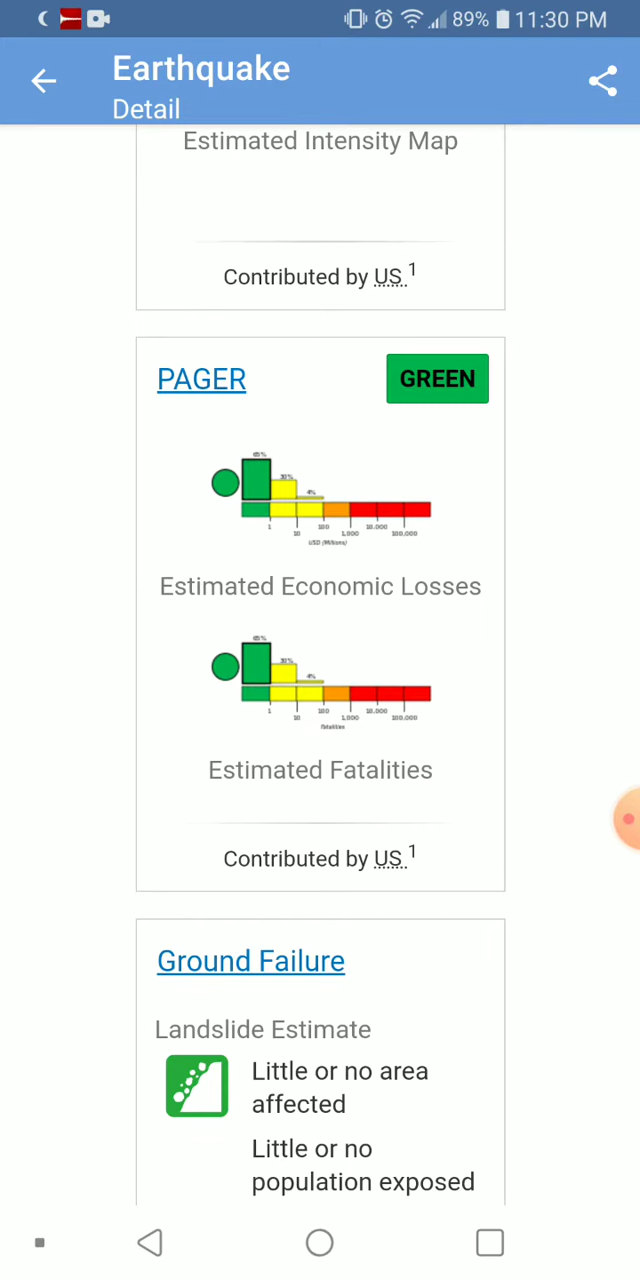 89% 11:30 PM
Earthquake
Detail
Estimated Intensity Map
Contributed by US 1
PAGER
GREEN
65%
30%
4%
1 100 10,000
10 1,000 100,000
USD (Millions)
Estimated Economic Losses
65%
30%
4%
1 100 10,000
10 1,000 100,000
Fatalities
Estimated Fatalities
Contributed by US 1
Ground Failure
Landslide Estimate
Little or no area
affected
Little or no
population exposed